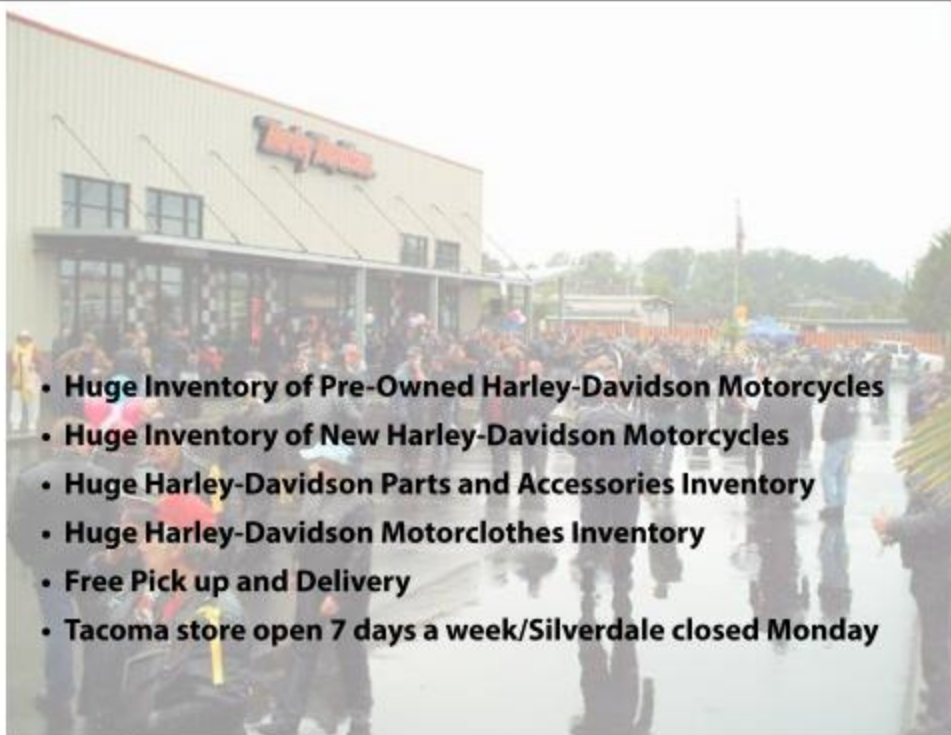 Harley-Davidson
• Huge Inventory of Pre-Owned Harley-Davidson Motorcycles
• Huge Inventory of New Harley-Davidson Motorcycles
• Huge Harley-Davidson Parts and Accessories Inventory
• Huge Harley-Davidson Motorclothes Inventory
• Free Pick up and Delivery
• Tacoma store open 7 days a week/Silverdale closed Monday